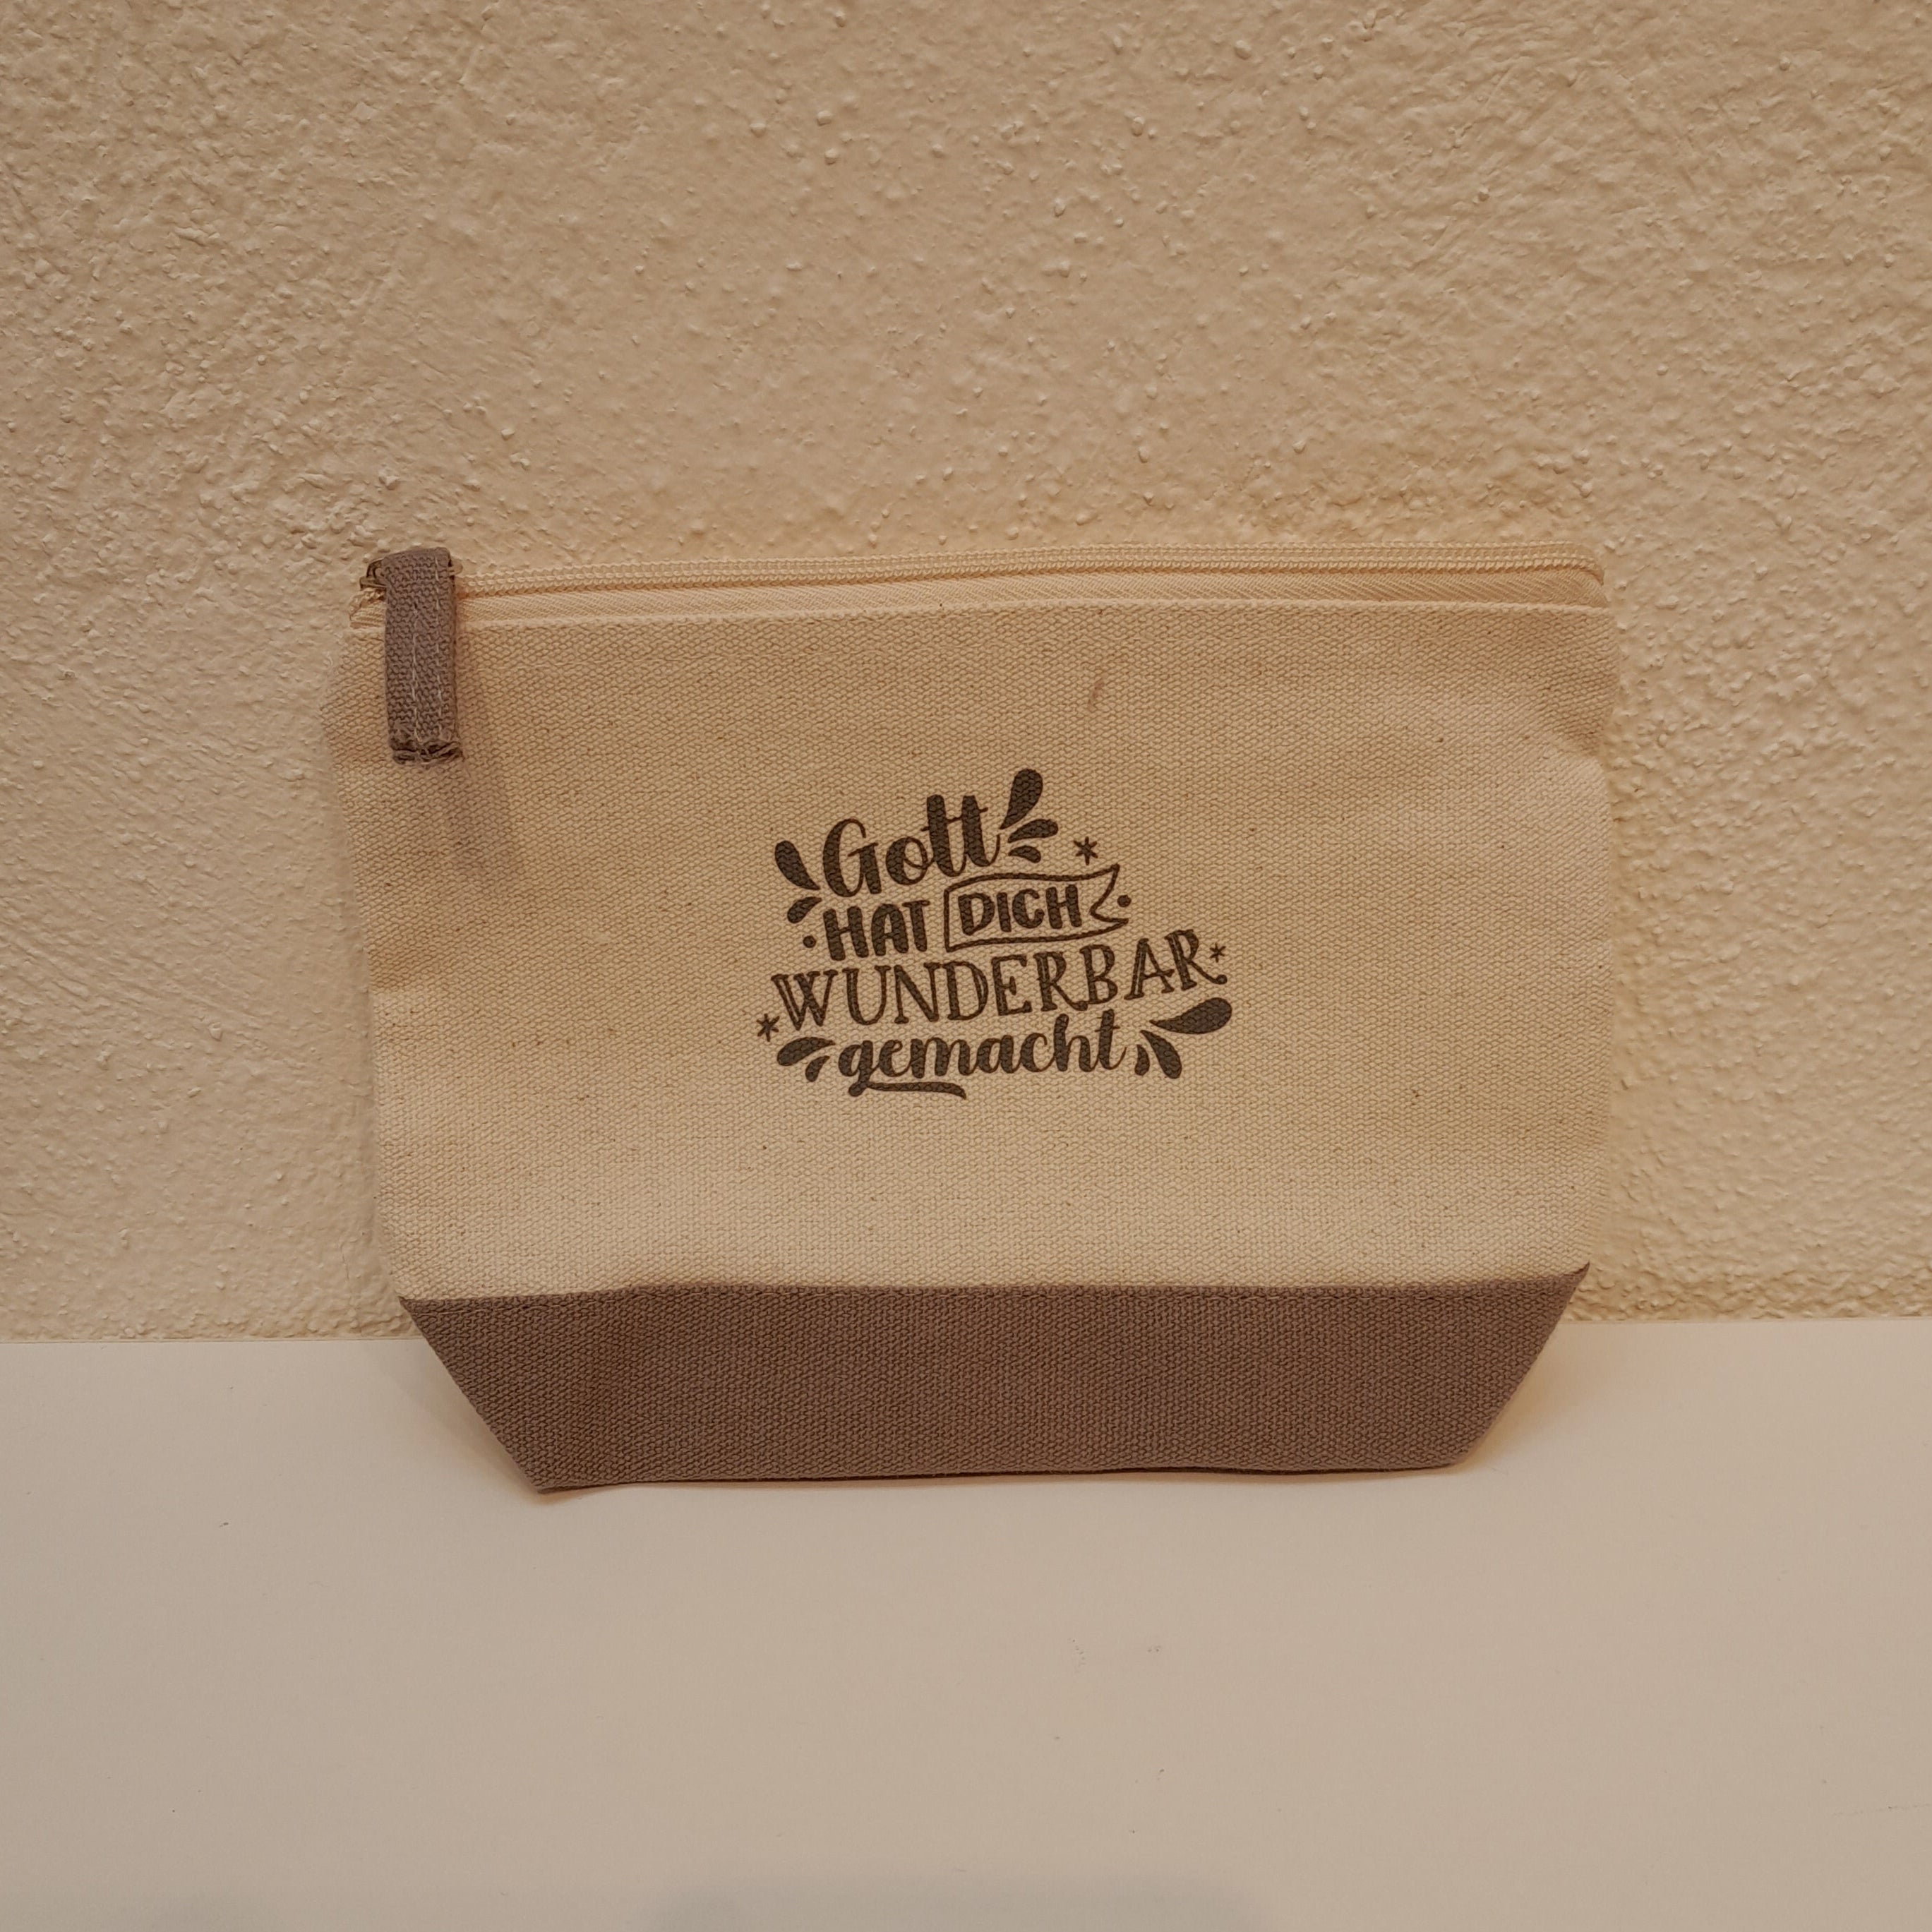 Gott
HAT DICH
WUNDERBAR
gemacht